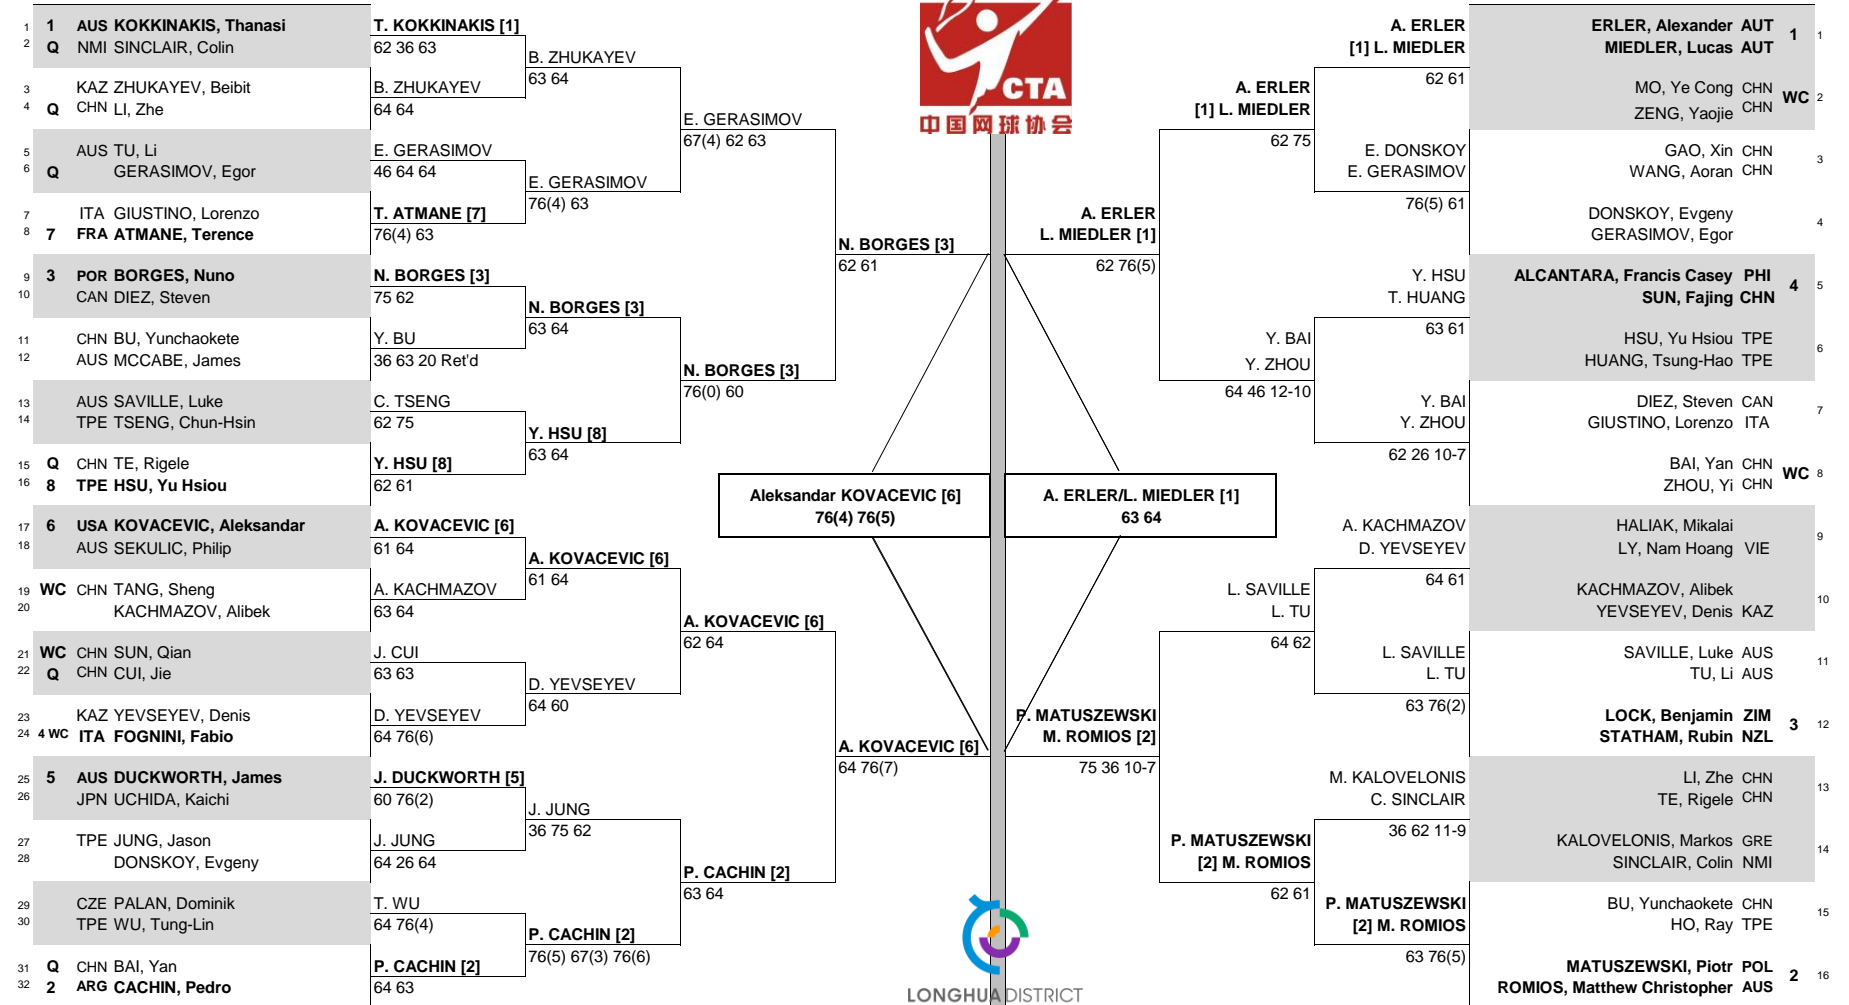 1 1 AUS KOKKINAKIS, Thanasi
2 Q NMI SINCLAIR, Colin
3 KAZ ZHUKAYEV, Beibit
4 Q CHN LI, Zhe
5 AUS TU, Li
6 Q GERASIMOV, Egor
7 ITA GIUSTINO, Lorenzo
8 7 FRA ATMANE, Terence
9 3 POR BORGES, Nuno
10 CAN DIEZ, Steven
11 CHN BU, Yunchaokete
12 AUS MCCABE, James
13 AUS SAVILLE, Luke
14 TPE TSENG, Chun-Hsin
15 Q CHN TE, Rigele
16 8 TPE HSU, Yu Hsiou
17 6 USA KOVACEVIC, Aleksandar
18 AUS SEKULIC, Philip
19 WC CHN TANG, Sheng
20 KACHMAZOV, Alibek
21 WC CHN SUN, Qian
22 Q CHN CUI, Jie
23 KAZ YEVSEYEV, Denis
24 4 WC ITA FOGNINI, Fabio
25 5 AUS DUCKWORTH, James
26 JPN UCHIDA, Kaichi
27 TPE JUNG, Jason
28 DONSKOY, Evgeny
29 CZE PALAN, Dominik
30 TPE WU, Tung-Lin
31 Q CHN BAI, Yan
32 2 ARG CACHIN, Pedro
T. KOKKINAKIS [1]
62 36 63
B. ZHUKAYEV
64 64
E. GERASIMOV
46 64 64
T. ATMANE [7]
76(4) 63
N. BORGES [3]
75 62
Y. BU
36 63 20 Ret'd
C. TSENG
62 75
Y. HSU [8]
62 61
A. KOVACEVIC [6]
61 64
A. KACHMAZOV
63 64
J. CUI
63 63
D. YEVSEYEV
64 76(6)
J. DUCKWORTH [5]
60 76(2)
J. JUNG
64 26 64
T. WU
64 76(4)
P. CACHIN [2]
64 63
B. ZHUKAYEV
63 64
E. GERASIMOV
76(4) 63
N. BORGES [3]
63 64
Y. HSU [8]
63 64
A. KOVACEVIC [6]
61 64
D. YEVSEYEV
64 60
J. JUNG
36 75 62
P. CACHIN [2]
76(5) 67(3) 76(6)
E. GERASIMOV
67(4) 62 63
N. BORGES [3]
76(0) 60
A. KOVACEVIC [6]
62 64
P. CACHIN [2]
63 64
N. BORGES [3]
62 61
A. KOVACEVIC [6]
64 76(7)
Aleksandar KOVACEVIC [6]
76(4) 76(5)
CTA
中国网球协会
LONGHUA DISTRICT
A. ERLER/L. MIEDLER [1]
63 64
A. ERLER
L. MIEDLER [1]
62 76(5)
P. MATUSZEWSKI
M. ROMIOS [2]
75 36 10-7
A. ERLER
[1] L. MIEDLER
62 75
Y. BAI
Y. ZHOU
64 46 12-10
L. SAVILLE
L. TU
64 62
P. MATUSZEWSKI
[2] M. ROMIOS
62 61
A. ERLER
[1] L. MIEDLER
62 61
E. DONSKOY
E. GERASIMOV
76(5) 61
Y. HSU
T. HUANG
63 61
Y. BAI
Y. ZHOU
62 26 10-7
A. KACHMAZOV
D. YEVSEYEV
64 61
L. SAVILLE
L. TU
63 76(2)
M. KALOVELONIS
C. SINCLAIR
36 62 11-9
P. MATUSZEWSKI
[2] M. ROMIOS
63 76(5)
ERLER, Alexander AUT
MIEDLER, Lucas AUT
1 1
MO, Ye Cong CHN
ZENG, Yaojie CHN
WC 2
GAO, Xin CHN
WANG, Aoran CHN
3
DONSKOY, Evgeny
GERASIMOV, Egor
4
ALCANTARA, Francis Casey PHI
SUN, Fajing CHN
4 5
HSU, Yu Hsiou TPE
HUANG, Tsung-Hao TPE
6
DIEZ, Steven CAN
GIUSTINO, Lorenzo ITA
7
BAI, Yan CHN
ZHOU, Yi CHN
WC 8
HALIAK, Mikalai
LY, Nam Hoang VIE
9
KACHMAZOV, Alibek
YEVSEYEV, Denis KAZ
10
SAVILLE, Luke AUS
TU, Li AUS
11
LOCK, Benjamin ZIM
STATHAM, Rubin NZL
3 12
LI, Zhe CHN
TE, Rigele CHN
13
KALOVELONIS, Markos GRE
SINCLAIR, Colin NMI
14
BU, Yunchaokete CHN
HO, Ray TPE
15
MATUSZEWSKI, Piotr POL
ROMIOS, Matthew Christopher AUS
2 16